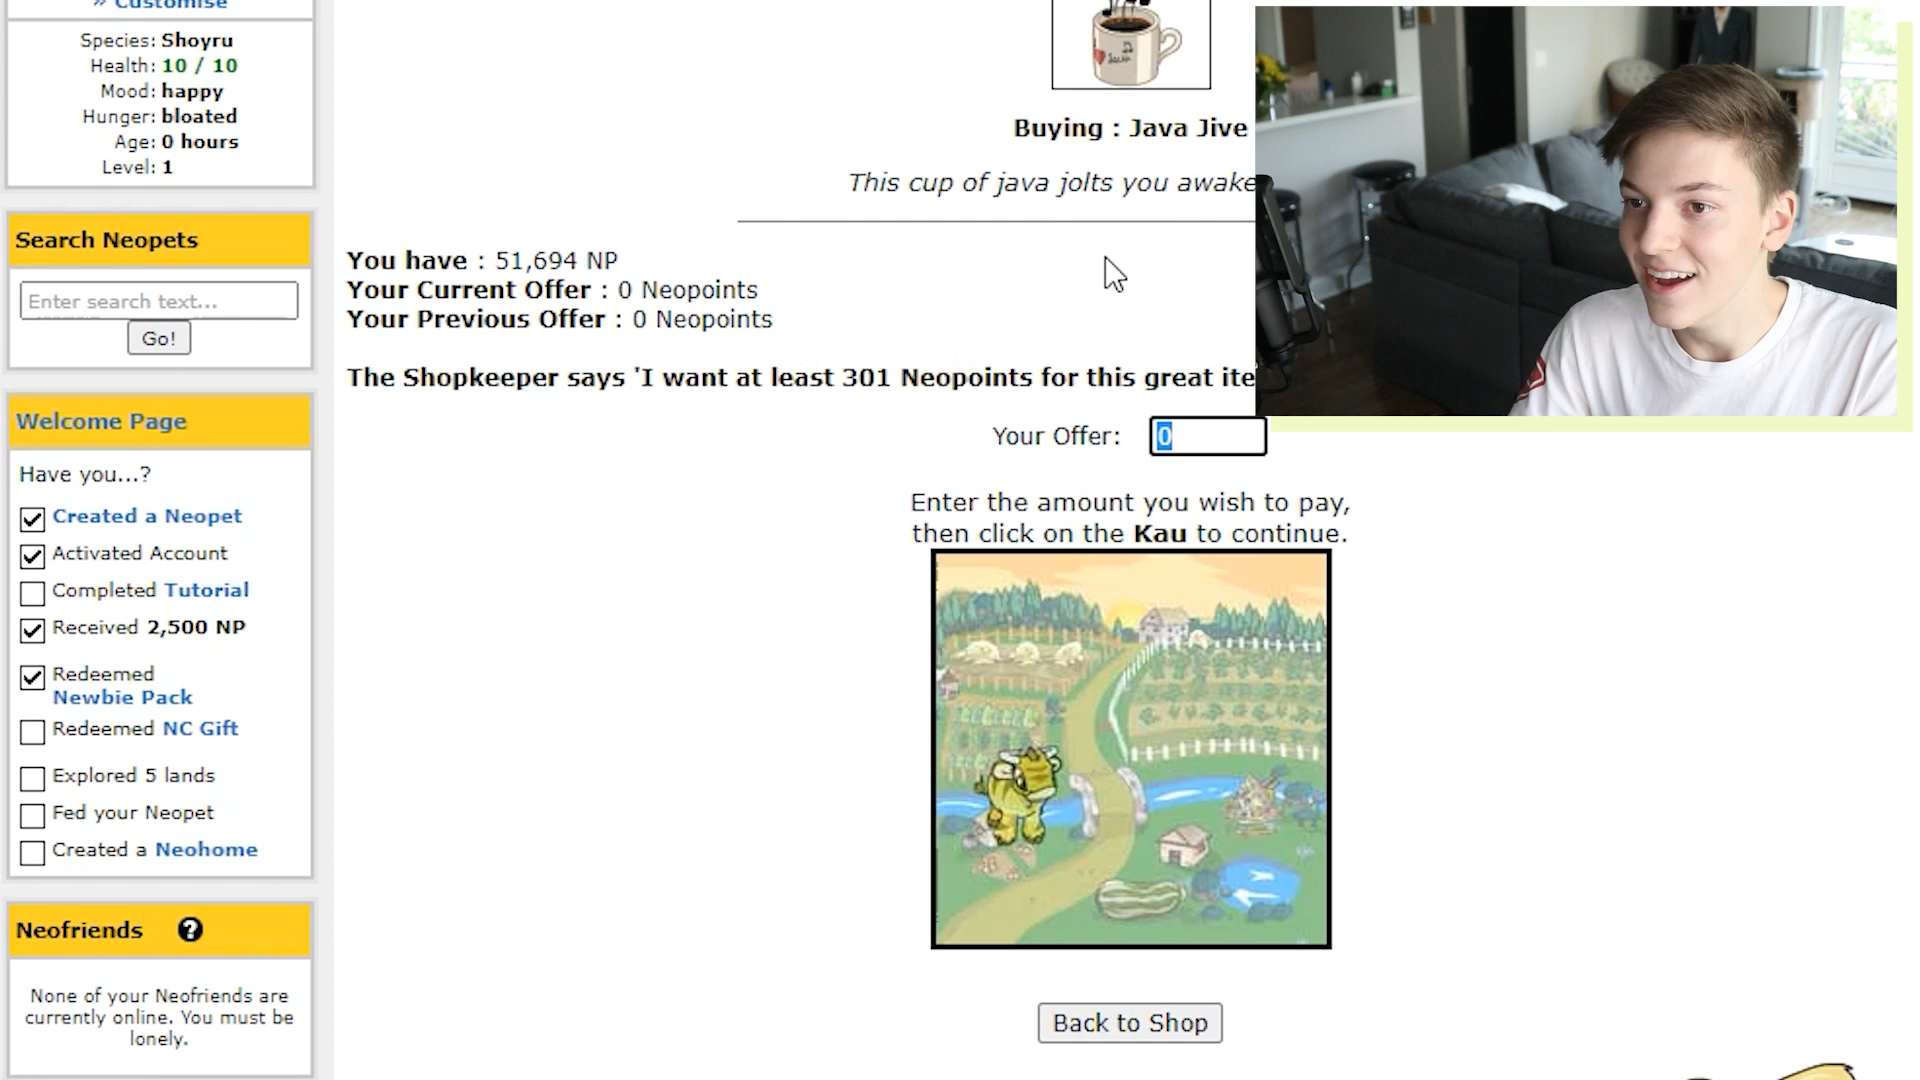 » Customise
Species: Shoyru
Health: 10 / 10
Mood: happy
Hunger: bloated
Age: 0 hours
Level: 1
Search Neopets
Enter search text...
Go!
Welcome Page
Have you...?
Created a Neopet
Activated Account
Completed Tutorial
Received 2,500 NP
Redeemed
Newbie Pack
Redeemed NC Gift
Explored 5 lands
Fed your Neopet
Created a Neohome
Neofriends ?
None of your Neofriends are
currently online. You must be
lonely.
Java
Buying : Java Jive
This cup of java jolts you awake
You have : 51,694 NP
Your Current Offer : 0 Neopoints
Your Previous Offer : 0 Neopoints
The Shopkeeper says 'I want at least 301 Neopoints for this great ite
Your Offer: 0
Enter the amount you wish to pay,
then click on the Kau to continue.
Back to Shop